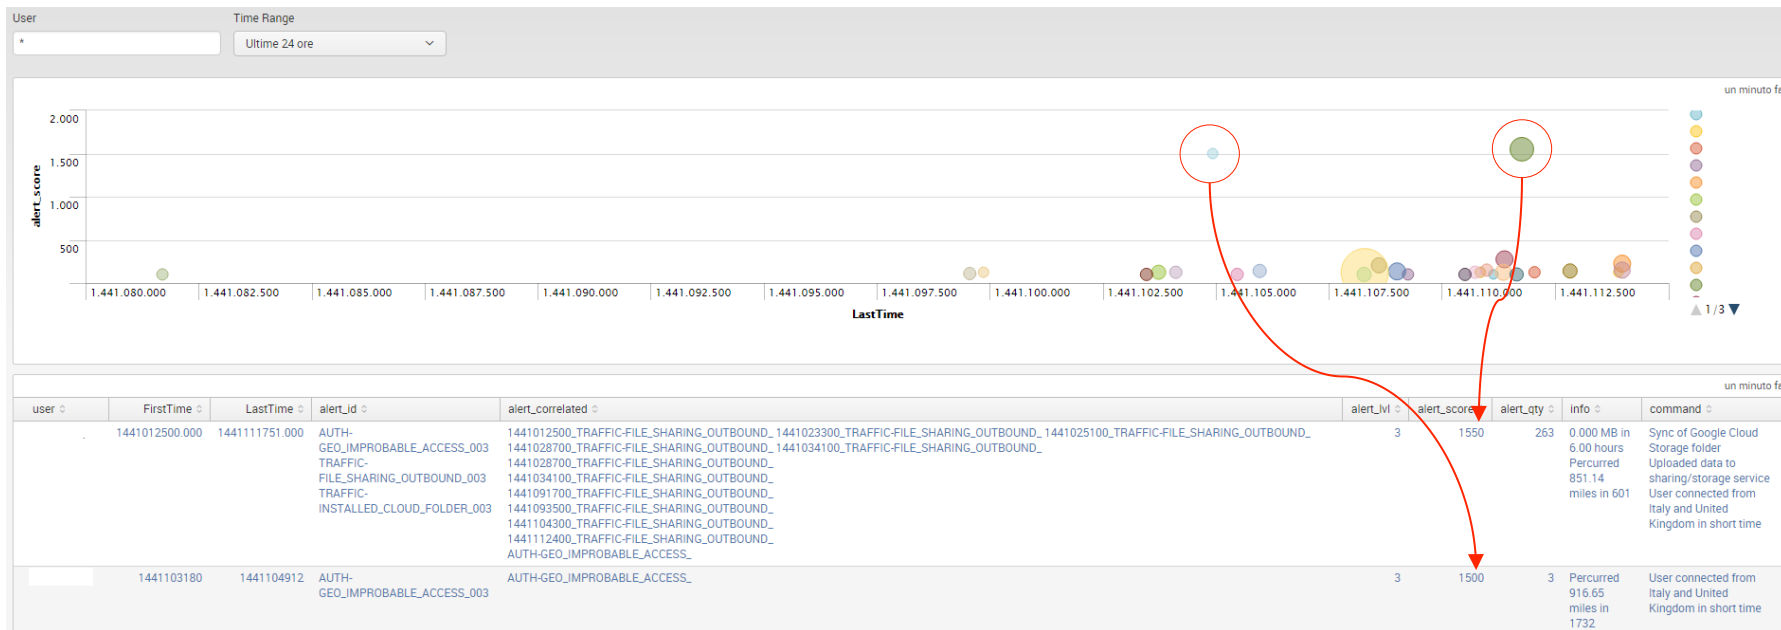 User
Time Range
*
Ultime 24 ore
un minuto fa
2.000
1.500
1.000
500
alert_score
1.441.080.000
1.441.082.500
1.441.085.000
1.441.087.500
1.441.090.000
1.441.092.500
1.441.095.000
1.441.097.500
1.441.100.000
1.441.102.500
1.441.105.000
1.441.107.500
1.441.110.000
1.441.112.500
LastTime
1/3
un minuto fa
user FirstTime LastTime alert_id alert_correlated alert_lvl alert_score alert_qty info command
1441012500.000
1441111751.000
AUTH-
GEO_IMPROBABLE_ACCESS_003
TRAFFIC-
FILE_SHARING_OUTBOUND_003
TRAFFIC-
INSTALLED_CLOUD_FOLDER_003
1441012500_TRAFFIC-FILE_SHARING_OUTBOUND_ 1441023300_TRAFFIC-FILE_SHARING_OUTBOUND_ 1441025100_TRAFFIC-FILE_SHARING_OUTBOUND_
1441028700_TRAFFIC-FILE_SHARING_OUTBOUND_ 1441034100_TRAFFIC-FILE_SHARING_OUTBOUND_
1441028700_TRAFFIC-FILE_SHARING_OUTBOUND_
1441034100_TRAFFIC-FILE_SHARING_OUTBOUND_
1441091700_TRAFFIC-FILE_SHARING_OUTBOUND_
1441093500_TRAFFIC-FILE_SHARING_OUTBOUND_
1441104300_TRAFFIC-FILE_SHARING_OUTBOUND_
1441112400_TRAFFIC-FILE_SHARING_OUTBOUND_
AUTH-GEO_IMPROBABLE_ACCESS_
3
1550
263
0.000 MB in
6.00 hours
Percurred
851.14
miles in 601
Sync of Google Cloud
Storage folder
Uploaded data to
sharing/storage service
User connected from
Italy and United
Kingdom in short time
1441103180
1441104912
AUTH-
GEO_IMPROBABLE_ACCESS_003
AUTH-GEO_IMPROBABLE_ACCESS_
3
1500
3
Percurred
916.65
miles in
1732
User connected from
Italy and United
Kingdom in short time